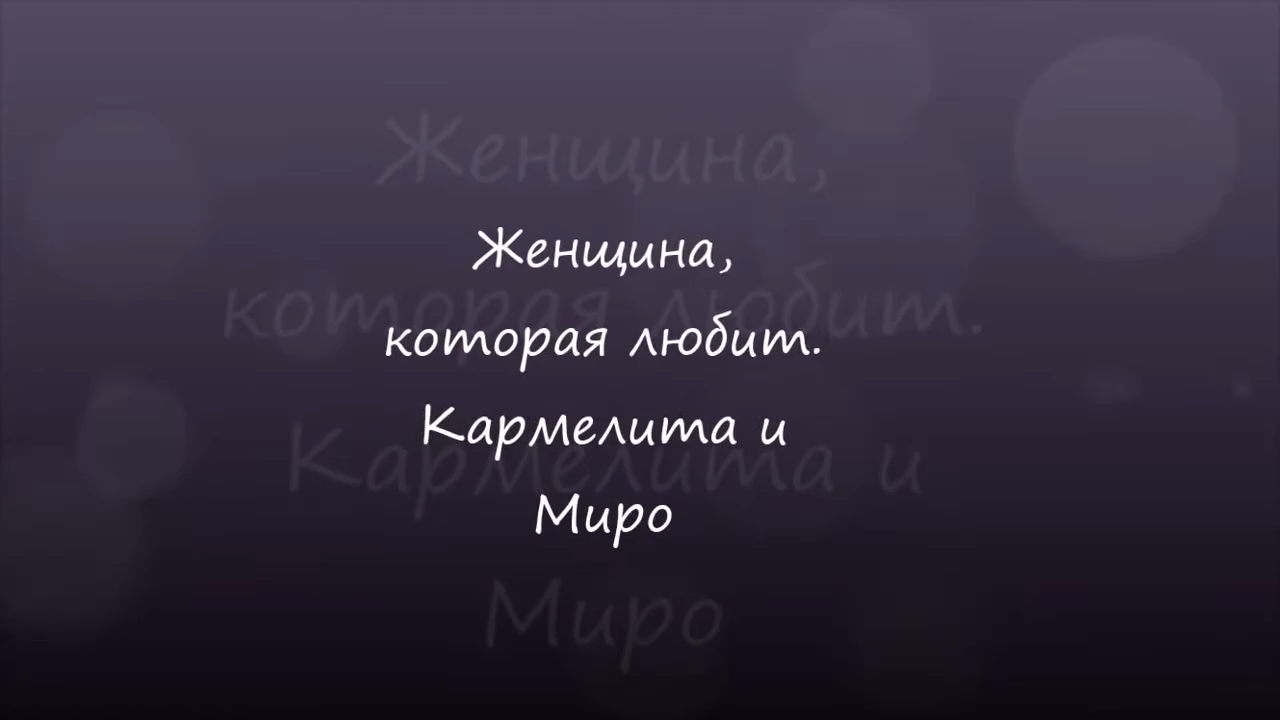 Женщина,
которая любит.
Кармелита и
Миро